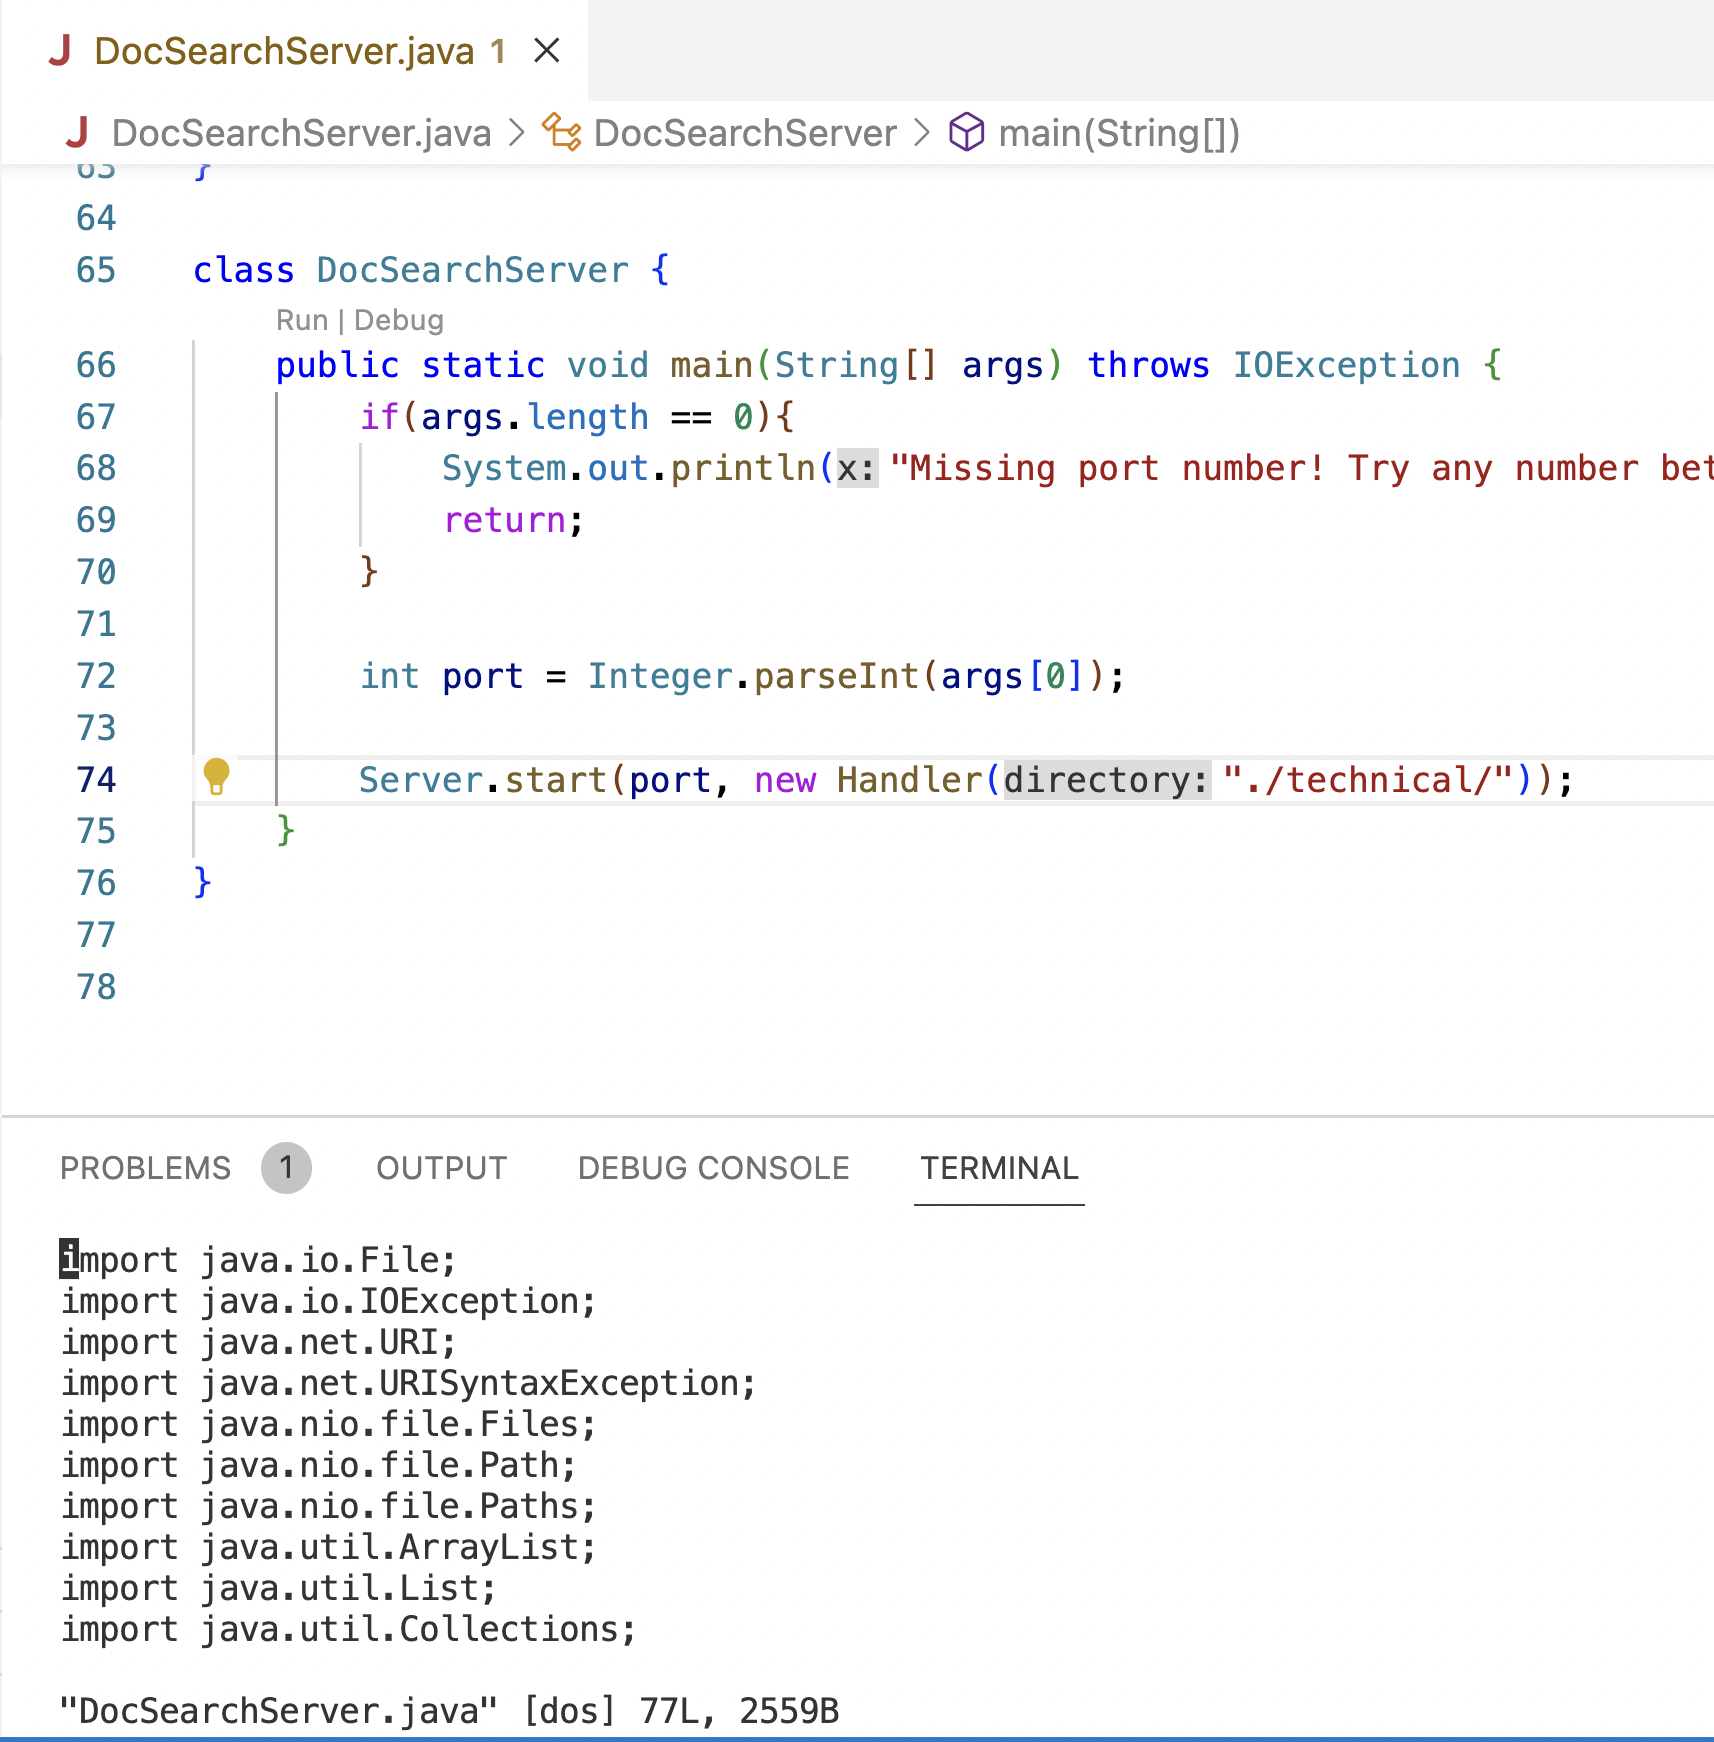 J DocSearchServer.java 1
J DocSearchServer.java > DocSearchServer > main(String[])
63 }
64
65 class DocSearchServer {
Run | Debug
66 public static void main(String[] args) throws IOException {
67 if(args.length == 0){
68 System.out.println(x: "Missing port number! Try any number bet
69 return;
70 }
71
72 int port = Integer.parseInt(args[0]);
73
74 Server.start(port, new Handler(directory: "./technical/"));
75 }
76 }
77
78
PROBLEMS 1 OUTPUT DEBUG CONSOLE TERMINAL
import java.io.File;
import java.io.IOException;
import java.net.URI;
import java.net.URISyntaxException;
import java.nio.file.Files;
import java.nio.file.Path;
import java.nio.file.Paths;
import java.util.ArrayList;
import java.util.List;
import java.util.Collections;
"DocSearchServer.java" [dos] 77L, 2559B